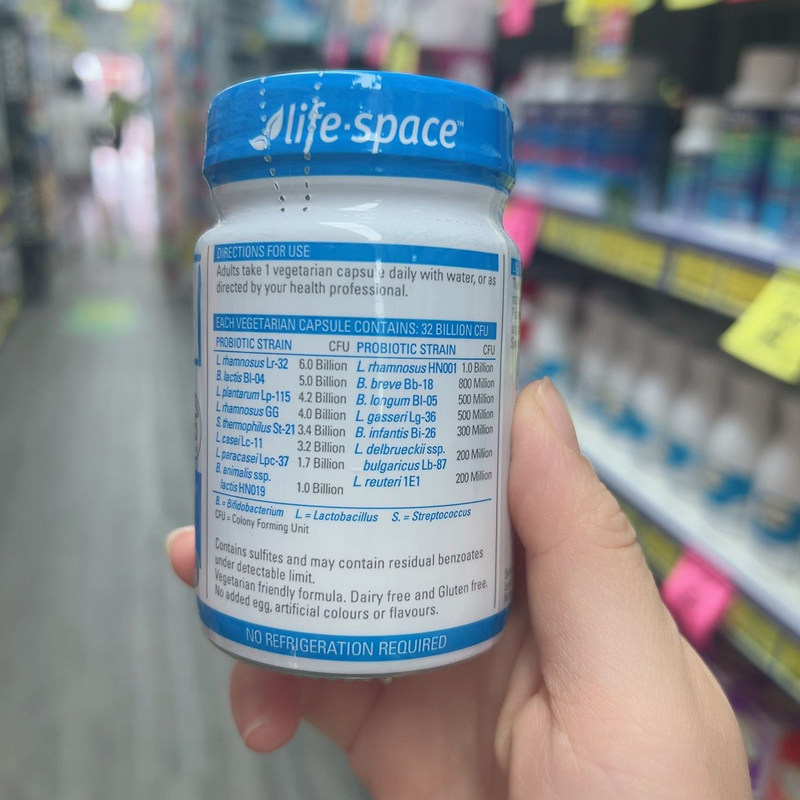 life·space™
DIRECTIONS FOR USE
Adults take 1 vegetarian capsule daily with water, or as
directed by your health professional.
EACH VEGETARIAN CAPSULE CONTAINS: 32 BILLION CFU
PROBIOTIC STRAIN CFU PROBIOTIC STRAIN CFU
L. rhamnosus Lr-32 6.0 Billion L. rhamnosus HN001 1.0 Billion
B. lactis Bl-04 5.0 Billion B. breve Bb-18 800 Million
L. plantarum Lp-115 4.2 Billion B. longum Bl-05 500 Million
L. rhamnosus GG 4.0 Billion L. gasseri Lg-36 500 Million
S. thermophilus St-21 3.4 Billion B. infantis Bi-26 300 Million
L. casei Lc-11 3.2 Billion L. delbrueckii ssp.
L. paracasei Lpc-37 1.7 Billion bulgaricus Lb-87 200 Million
B. animalis ssp. L. reuteri 1E1 200 Million
lactis HN019 1.0 Billion
B. = Bifidobacterium L = Lactobacillus S. = Streptococcus
CFU = Colony Forming Unit
Contains sulfites and may contain residual benzoates
under detectable limit.
Vegetarian friendly formula. Dairy free and Gluten free.
No added egg, artificial colours or flavours.
NO REFRIGERATION REQUIRED